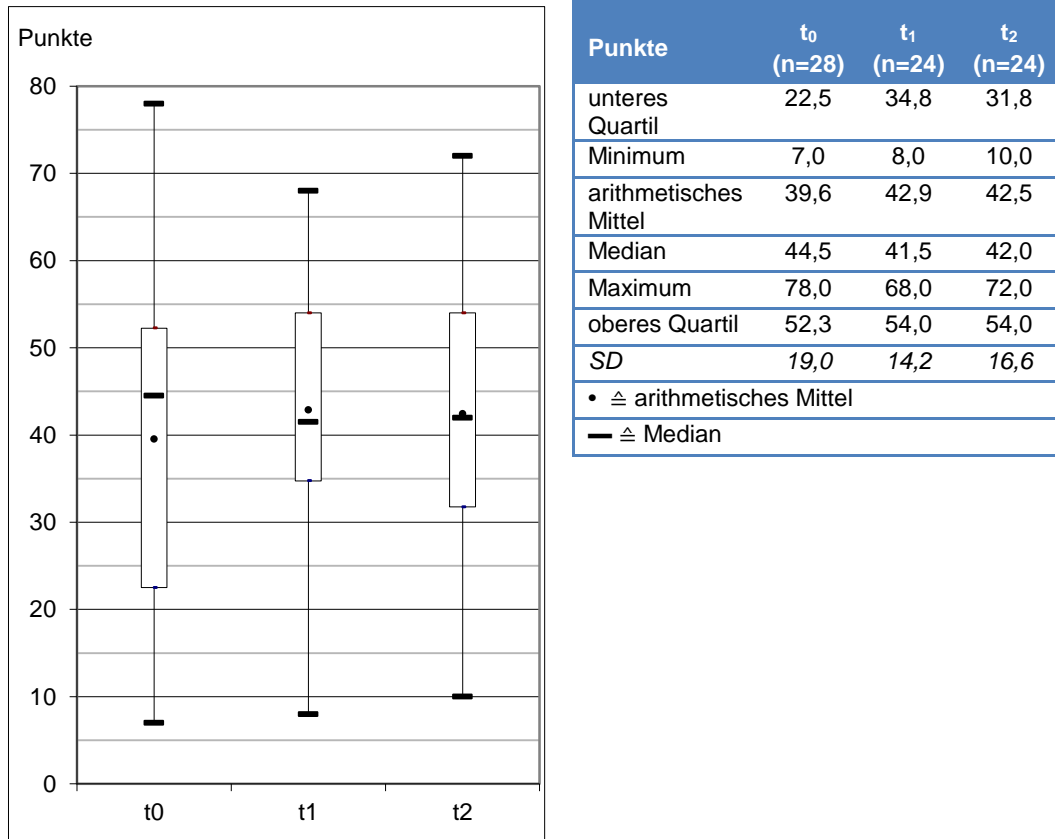 Punkte
80
70
60
50
40
30
20
10
0
t0 t1 t2
Punkte t₀ (n=28) t₁ (n=24) t₂ (n=24)
unteres Quartil 22,5 34,8 31,8
Minimum 7,0 8,0 10,0
arithmetisches Mittel 39,6 42,9 42,5
Median 44,5 41,5 42,0
Maximum 78,0 68,0 72,0
oberes Quartil 52,3 54,0 54,0
SD 19,0 14,2 16,6
• ≙ arithmetisches Mittel
▬ ≙ Median